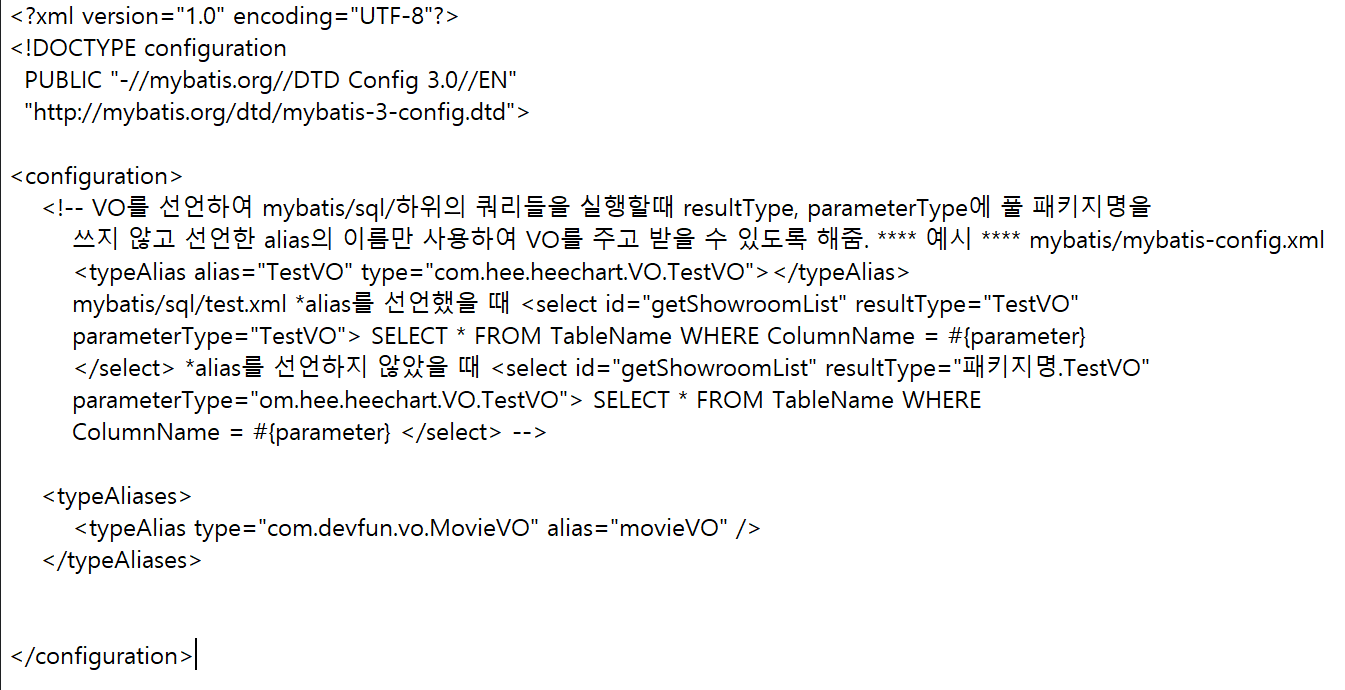 <?xml version="1.0" encoding="UTF-8"?>
<!DOCTYPE configuration
PUBLIC "-//mybatis.org//DTD Config 3.0//EN"
"http://mybatis.org/dtd/mybatis-3-config.dtd">
<configuration>
<!-- VO를 선언하여 mybatis/sql/하위의 쿼리들을 실행할때 resultType, parameterType에 풀 패키지명을
쓰지 않고 선언한 alias의 이름만 사용하여 VO를 주고 받을 수 있도록 해줌. **** 예시 **** mybatis/mybatis-config.xml
<typeAlias alias="TestVO" type="com.hee.heechart.VO.TestVO"></typeAlias>
mybatis/sql/test.xml *alias를 선언했을 때 <select id="getShowroomList" resultType="TestVO"
parameterType="TestVO"> SELECT * FROM TableName WHERE ColumnName = #{parameter}
</select> *alias를 선언하지 않았을 때 <select id="getShowroomList" resultType="패키지명.TestVO"
parameterType="om.hee.heechart.VO.TestVO"> SELECT * FROM TableName WHERE
ColumnName = #{parameter} </select> -->
<typeAliases>
<typeAlias type="com.devfun.vo.MovieVO" alias="movieVO" />
</typeAliases>
</configuration>